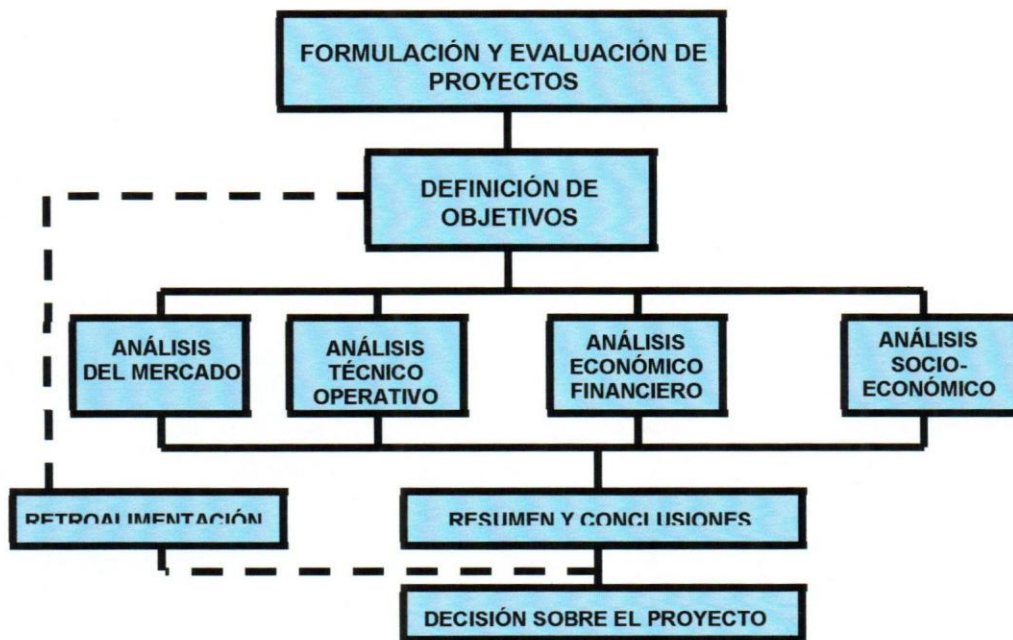 FORMULACIÓN Y EVALUACIÓN DE
PROYECTOS
DEFINICIÓN DE
OBJETIVOS
ANÁLISIS
DEL MERCADO
ANÁLISIS
TÉCNICO
OPERATIVO
ANÁLISIS
ECONÓMICO
FINANCIERO
ANÁLISIS
SOCIO-
ECONÓMICO
RETROALIMENTACIÓN
RESUMEN Y CONCLUSIONES
DECISIÓN SOBRE EL PROYECTO